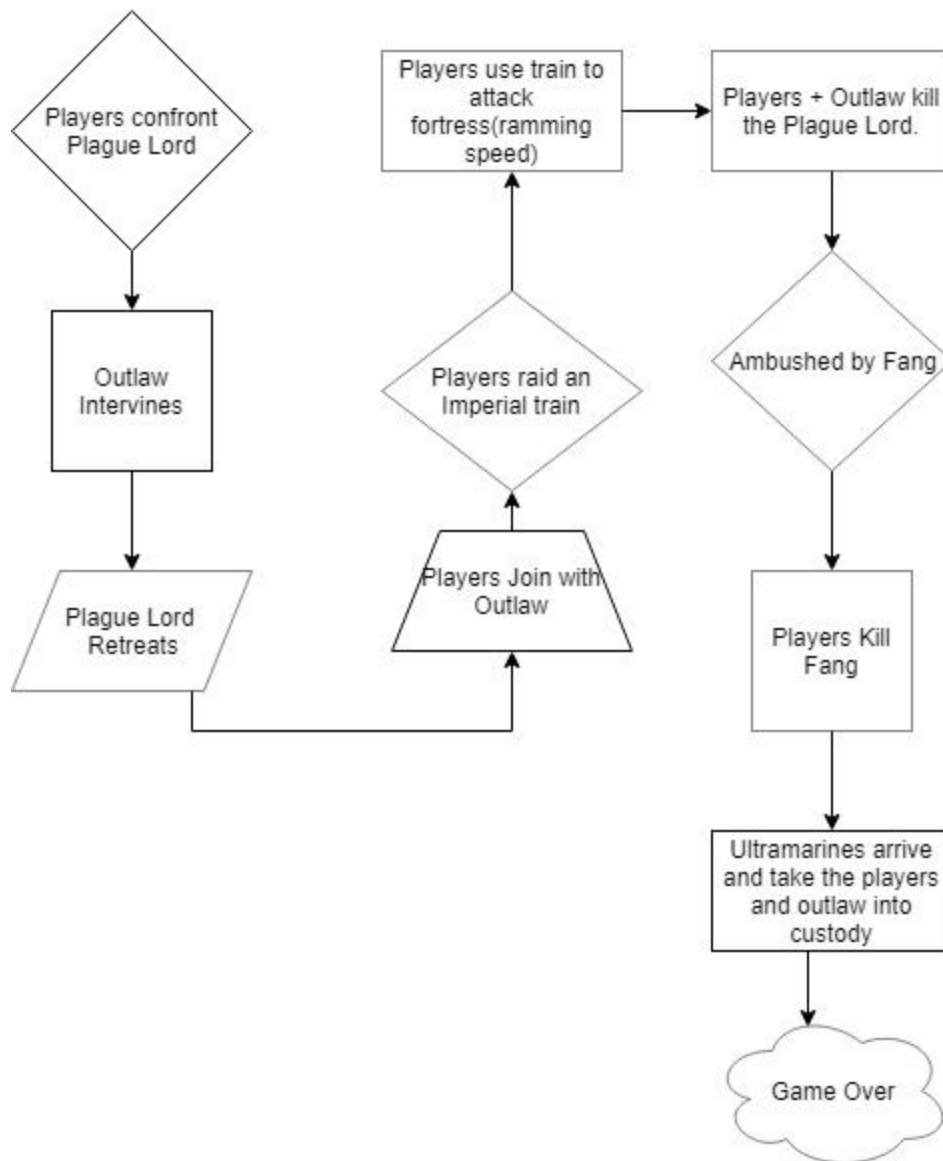 Players confront
Plague Lord
Outlaw
Intervines
Plague Lord
Retreats
Players Join with
Outlaw
Players raid an
Imperial train
Players use train to
attack
fortress(ramming
speed)
Players + Outlaw kill
the Plague Lord.
Ambushed by Fang
Players Kill
Fang
Ultramarines arrive
and take the players
and outlaw into
custody
Game Over